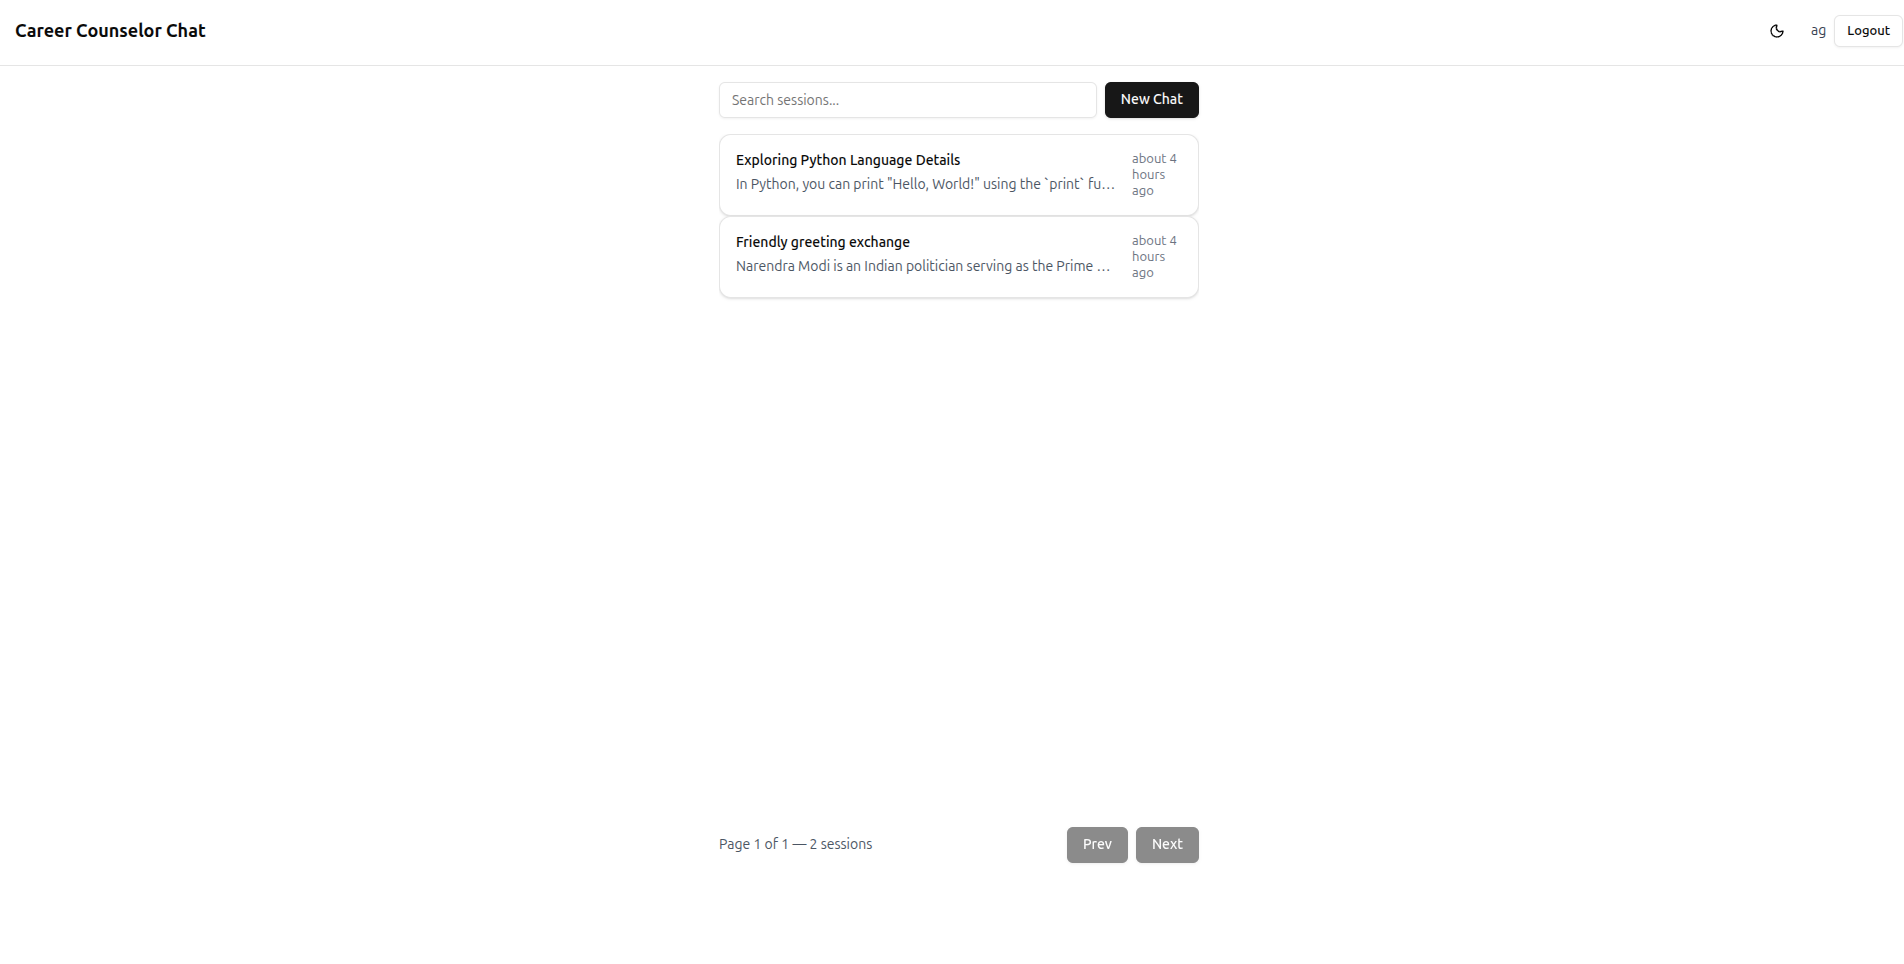 Career Counselor Chat
ag
Logout
Search sessions...
New Chat
Exploring Python Language Details
In Python, you can print "Hello, World!" using the `print` fu...
about 4
hours
ago
Friendly greeting exchange
Narendra Modi is an Indian politician serving as the Prime ...
about 4
hours
ago
Page 1 of 1 — 2 sessions
Prev
Next